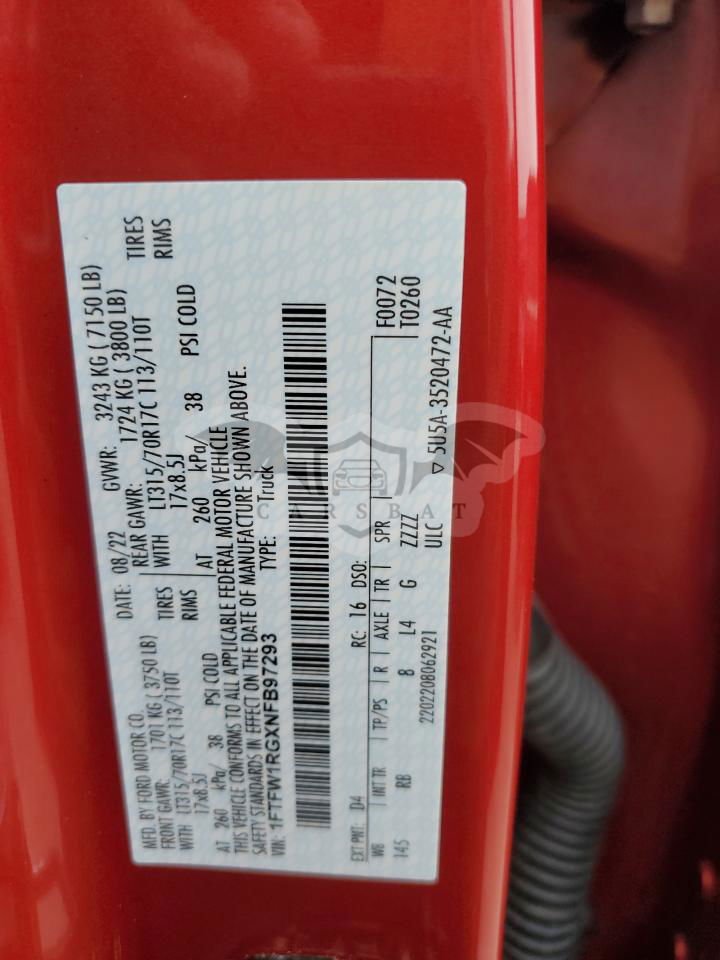 MFD. BY FORD MOTOR CO. DATE: 08/22 GVWR: 3243 KG ( 7150 LB)
FRONT GAWR: 1701 KG ( 3750 LB) REAR GAWR: 1724 KG ( 3800 LB)
WITH LT315/70R17C 113/110T TIRES WITH LT315/70R17C 113/110T TIRES
17x8.5J RIMS 17x8.5J RIMS
AT 260 kPa/ 38 PSI COLD AT 260 kPa/ 38 PSI COLD
THIS VEHICLE CONFORMS TO ALL APPLICABLE FEDERAL MOTOR VEHICLE
SAFETY STANDARDS IN EFFECT ON THE DATE OF MANUFACTURE SHOWN ABOVE.
VIN: 1FTFW1RGXNFB97293 TYPE: Truck
EXT PNT: D4 RC: 16 DSO: F0072
WB INT TR TP/PS R AXLE TR SPR T0260
145 RB 8 L4 G ZZZZ
2202208062921 ULC ▽ 5U5A-3520472-AA
CARSBAT